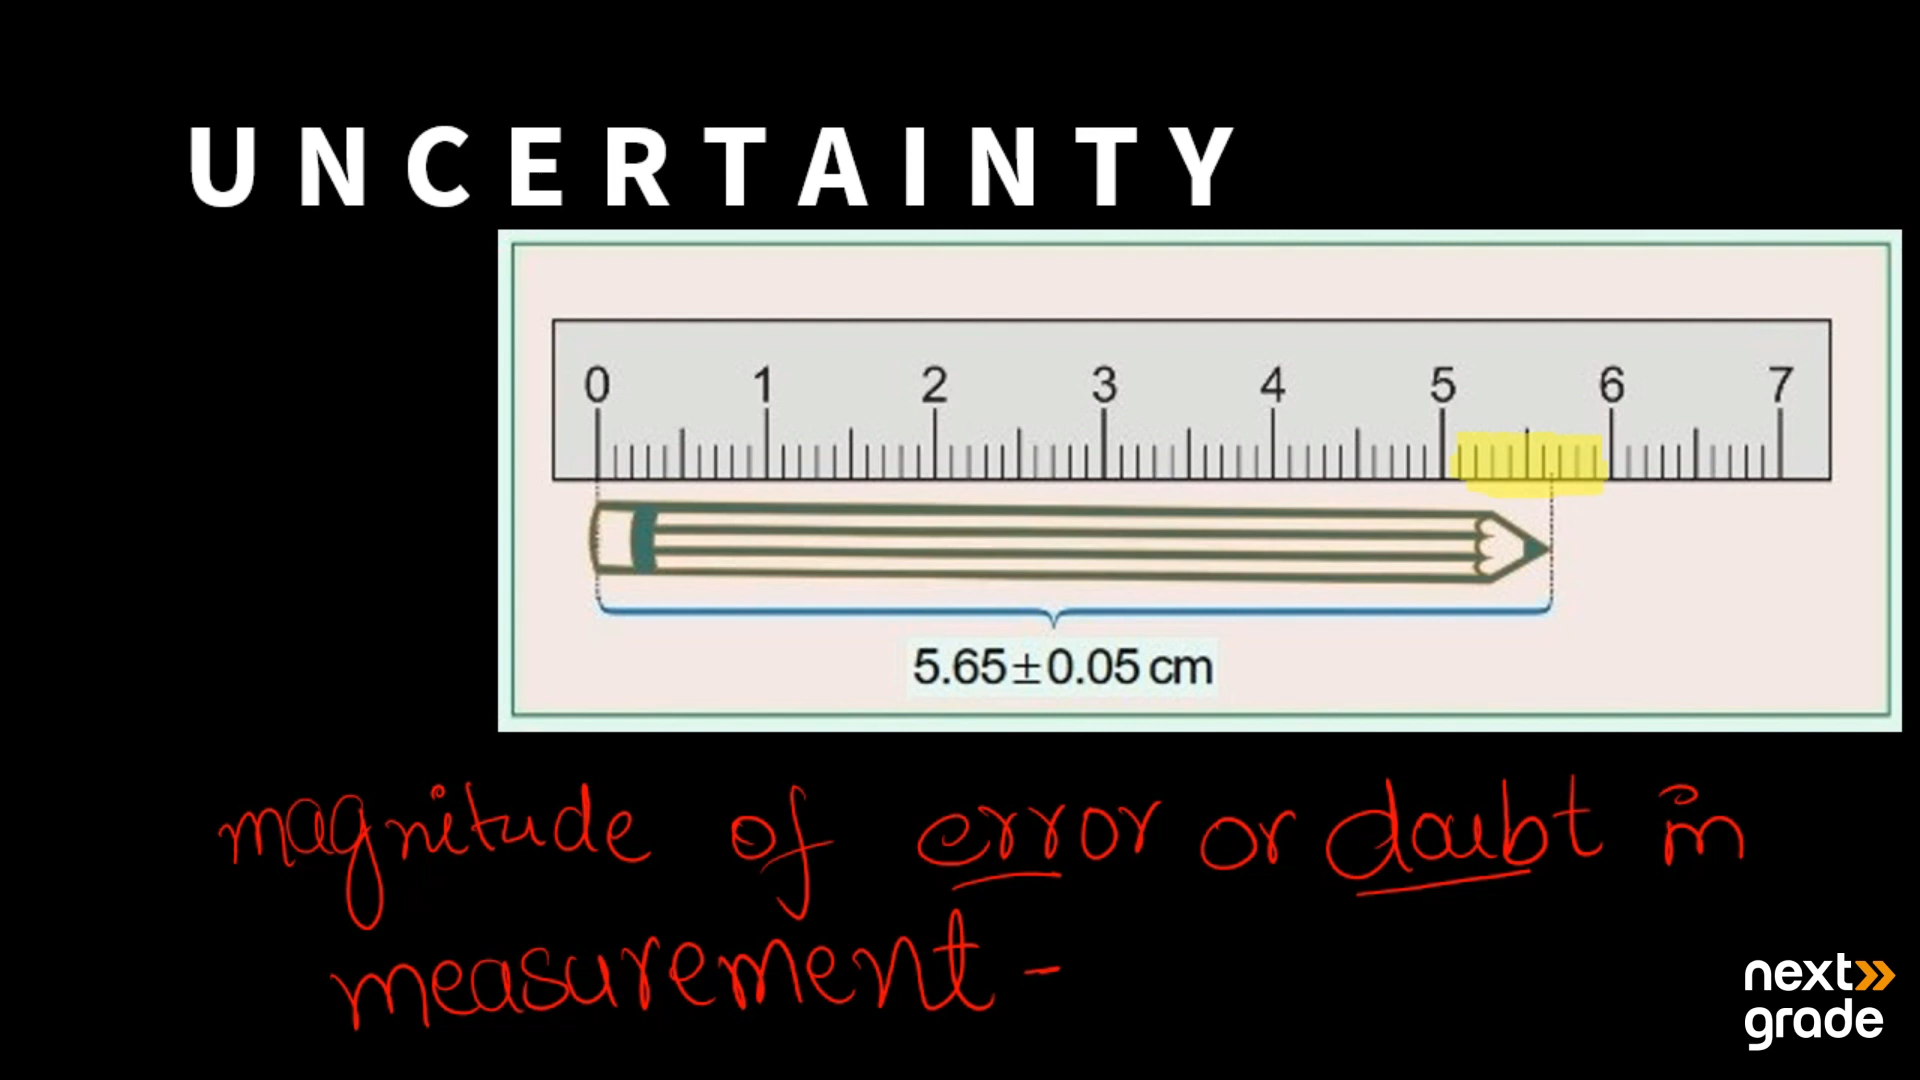 UNCERTAINTY
0 1 2 3 4 5 6 7
5.65±0.05 cm
magnitude of error or doubt in
measurement -
next
grade